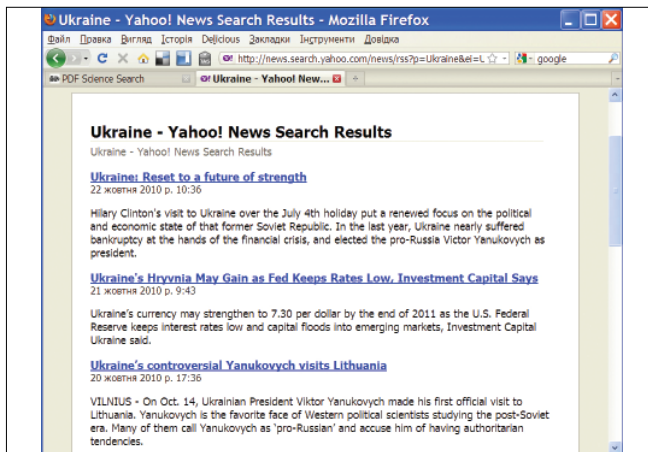 Ukraine - Yahoo! News Search Results - Mozilla Firefox
Файл Правка Вигляд Історія Delicious Закладки Інструменти Довідка
http://news.search.yahoo.com/news/rss?p=Ukraine&ei=U google
PDF Science Search Ukraine - Yahoo! New...
Ukraine - Yahoo! News Search Results
Ukraine - Yahoo! News Search Results
Ukraine: Reset to a future of strength
22 жовтня 2010 р. 10:36
Hilary Clinton's visit to Ukraine over the July 4th holiday put a renewed focus on the political
and economic state of that former Soviet Republic. In the last year, Ukraine nearly suffered
bankruptcy at the hands of the financial crisis, and elected the pro-Russia Victor Yanukovych as
president.
Ukraine's Hryvnia May Gain as Fed Keeps Rates Low, Investment Capital Says
21 жовтня 2010 р. 9:43
Ukraine's currency may strengthen to 7.30 per dollar by the end of 2011 as the U.S. Federal
Reserve keeps interest rates low and capital floods into emerging markets, Investment Capital
Ukraine said.
Ukraine's controversial Yanukovych visits Lithuania
20 жовтня 2010 р. 17:36
VILNIUS - On Oct. 14, Ukrainian President Viktor Yanukovych made his first official visit to
Lithuania. Yanukovych is the favorite face of Western political scientists studying the post-Soviet
era. Many of them call Yanukovych as 'pro-Russian' and accuse him of having authoritarian
tendencies.